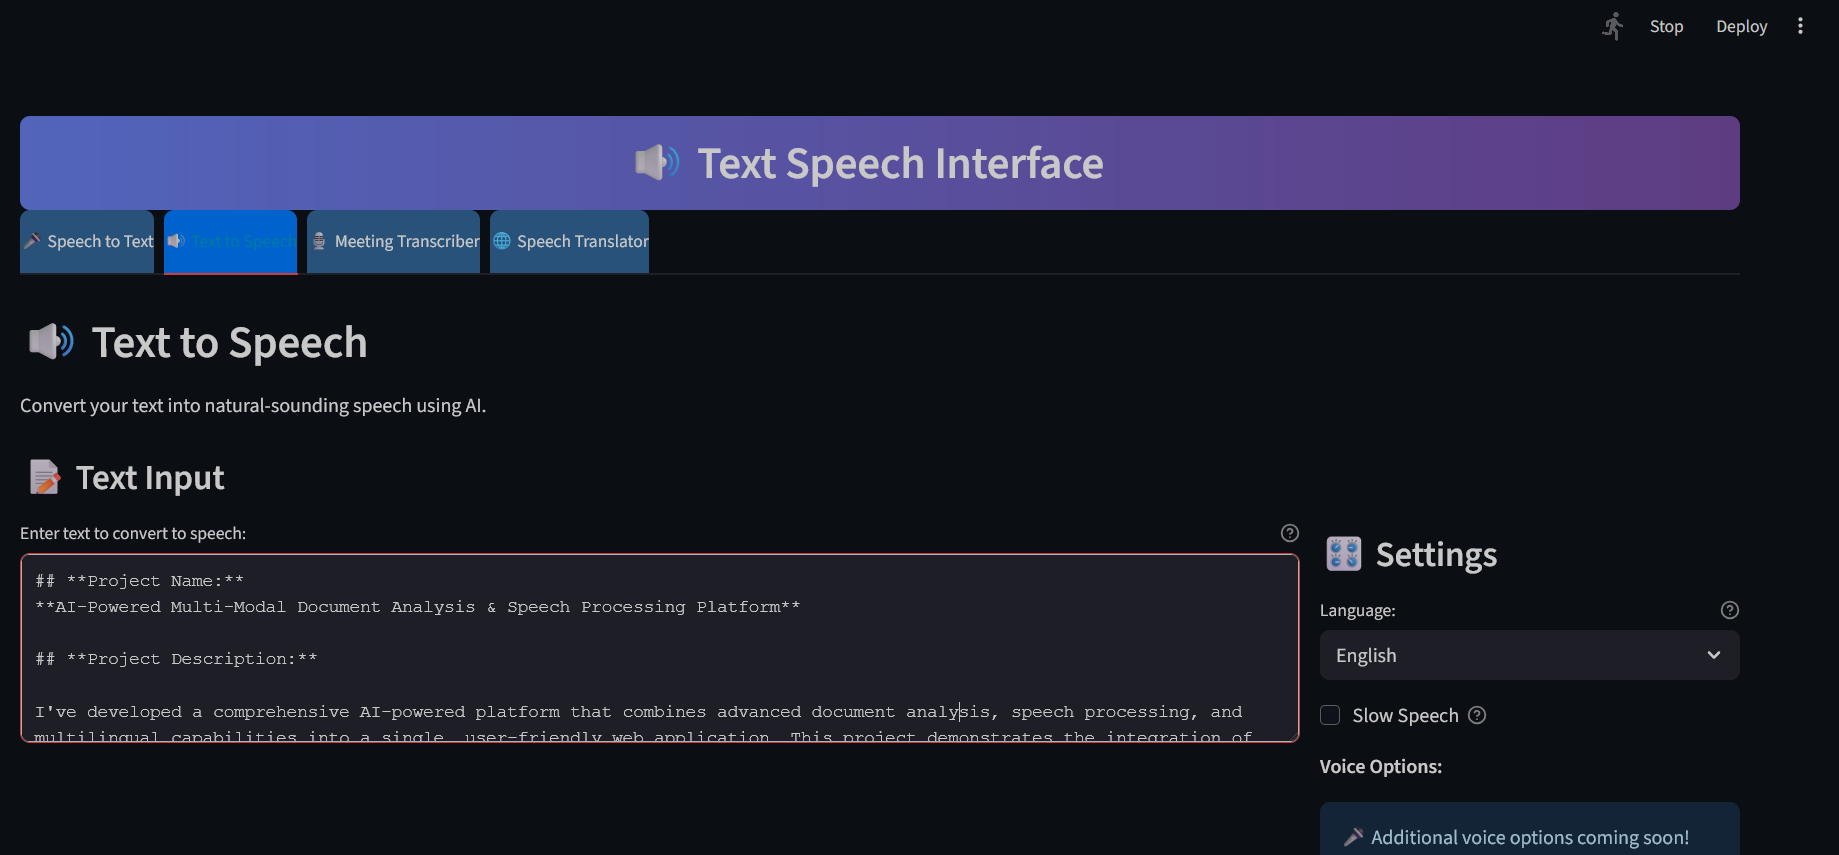 Stop Deploy
Text Speech Interface
Speech to Text Text to Speech Meeting Transcriber Speech Translator
Text to Speech
Convert your text into natural-sounding speech using AI.
Text Input
Enter text to convert to speech:
## **Project Name:**
**AI-Powered Multi-Modal Document Analysis & Speech Processing Platform**
## **Project Description:**
I've developed a comprehensive AI-powered platform that combines advanced document analysis, speech processing, and
multilingual capabilities into a single, user-friendly web application. This project demonstrates the integration of
Settings
Language:
English
Slow Speech
Voice Options:
Additional voice options coming soon!